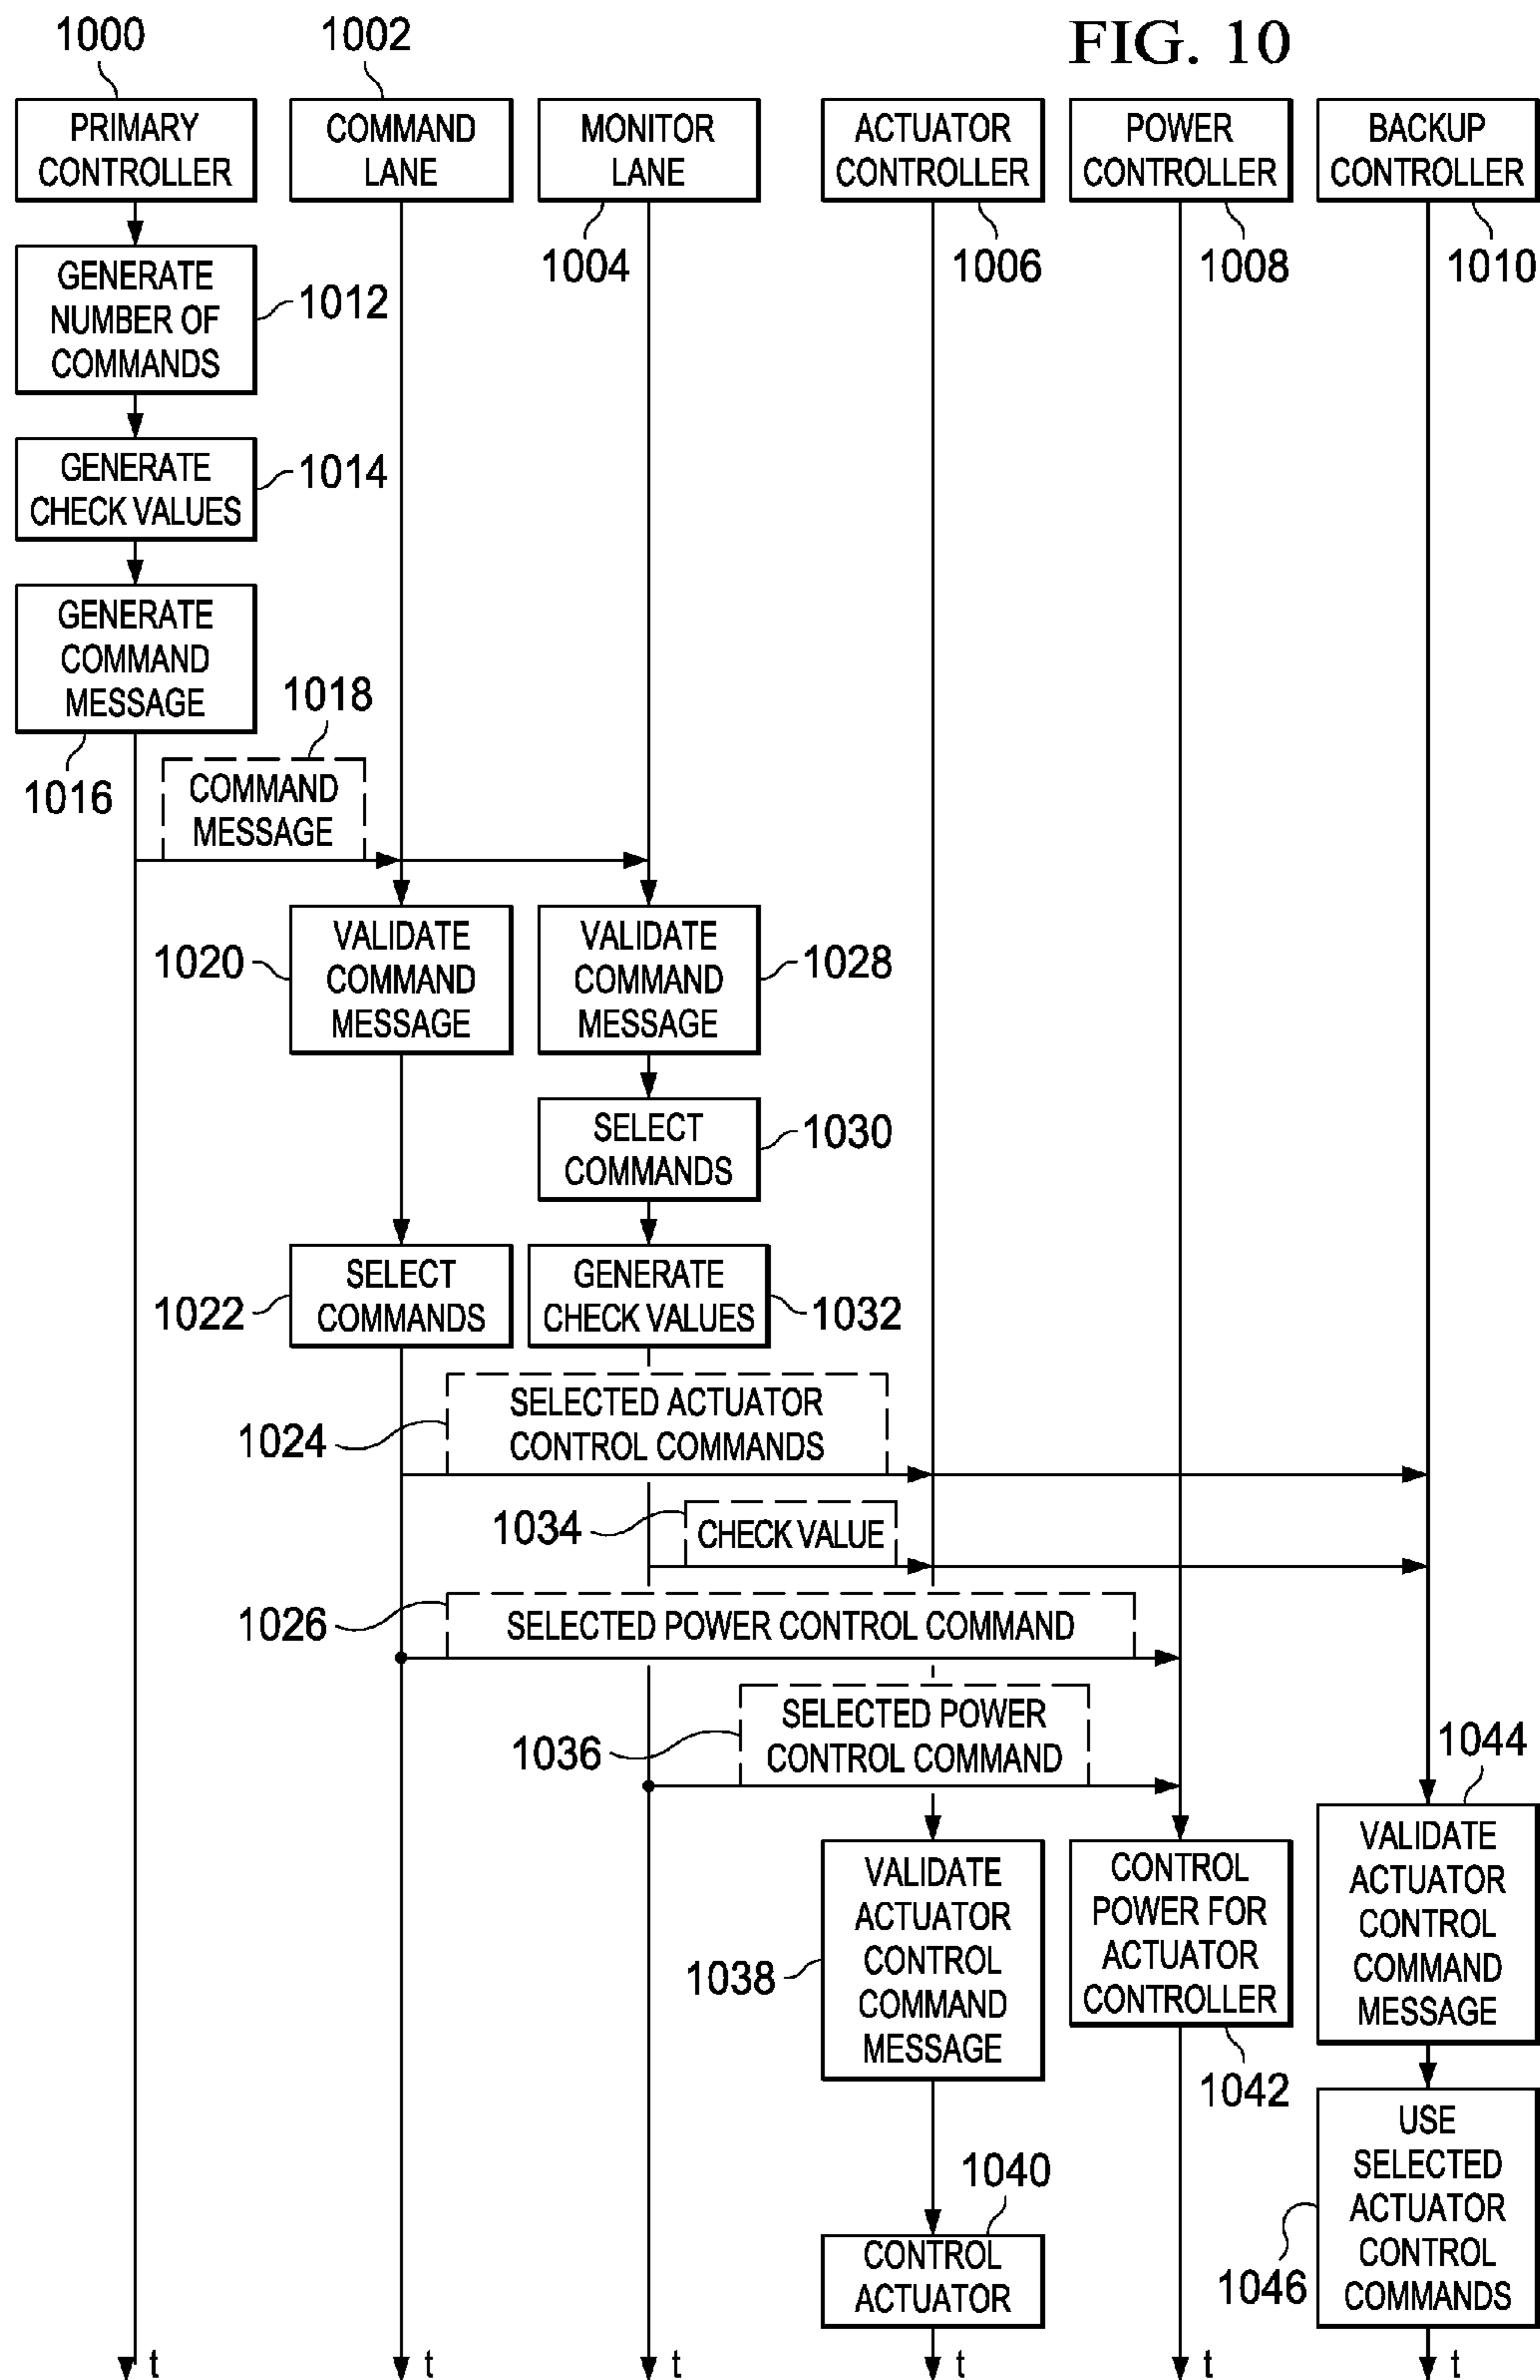 FIG. 10
1000
1002
PRIMARY
CONTROLLER
COMMAND
LANE
MONITOR
LANE
ACTUATOR
CONTROLLER
POWER
CONTROLLER
BACKUP
CONTROLLER
1004
1006
1008
1010
GENERATE
NUMBER OF
COMMANDS
1012
GENERATE
CHECK VALUES
1014
GENERATE
COMMAND
MESSAGE
1016
1018
COMMAND
MESSAGE
1020
VALIDATE
COMMAND
MESSAGE
VALIDATE
COMMAND
MESSAGE
1028
SELECT
COMMANDS
1030
1022
SELECT
COMMANDS
GENERATE
CHECK VALUES
1032
1024
SELECTED ACTUATOR
CONTROL COMMANDS
1034
CHECK VALUE
1026
SELECTED POWER CONTROL COMMAND
1036
SELECTED POWER
CONTROL COMMAND
1044
1038
VALIDATE
ACTUATOR
CONTROL
COMMAND
MESSAGE
CONTROL
POWER FOR
ACTUATOR
CONTROLLER
1042
VALIDATE
ACTUATOR
CONTROL
COMMAND
MESSAGE
1040
CONTROL
ACTUATOR
1046
USE
SELECTED
ACTUATOR
CONTROL
COMMANDS
t
t
t
t
t
t